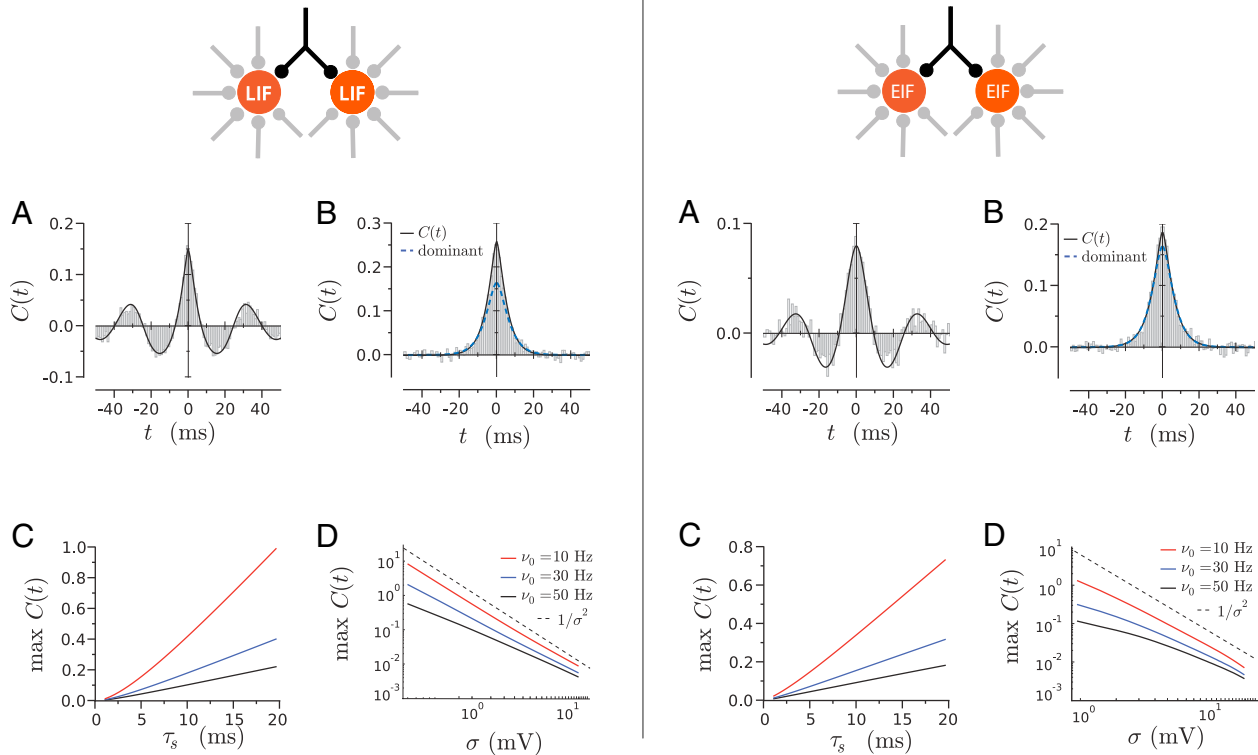 LIF LIF
A
0.2
0.1
0.0
-0.1
C(t)
-40 -20 0 20 40
t (ms)
B
0.3
0.2
0.1
0.0
C(t)
C(t)
dominant
-40 -20 0 20 40
t (ms)
C
1.0
0.8
0.6
0.4
0.2
0.0
max C(t)
0 5 10 15 20
τs (ms)
D
10^1
10^0
10^-1
10^-2
10^-3
max C(t)
ν0 =10 Hz
ν0 =30 Hz
ν0 =50 Hz
1/σ^2
10^0 10^1
σ (mV)
EIF EIF
A
0.1
0.0
C(t)
-40 -20 0 20 40
t (ms)
B
0.2
0.1
0.0
C(t)
C(t)
dominant
-40 -20 0 20 40
t (ms)
C
0.8
0.6
0.4
0.2
0.0
max C(t)
0 5 10 15 20
τs (ms)
D
10^1
10^0
10^-1
10^-2
10^-3
max C(t)
ν0 =10 Hz
ν0 =30 Hz
ν0 =50 Hz
1/σ^2
10^0 10^1
σ (mV)